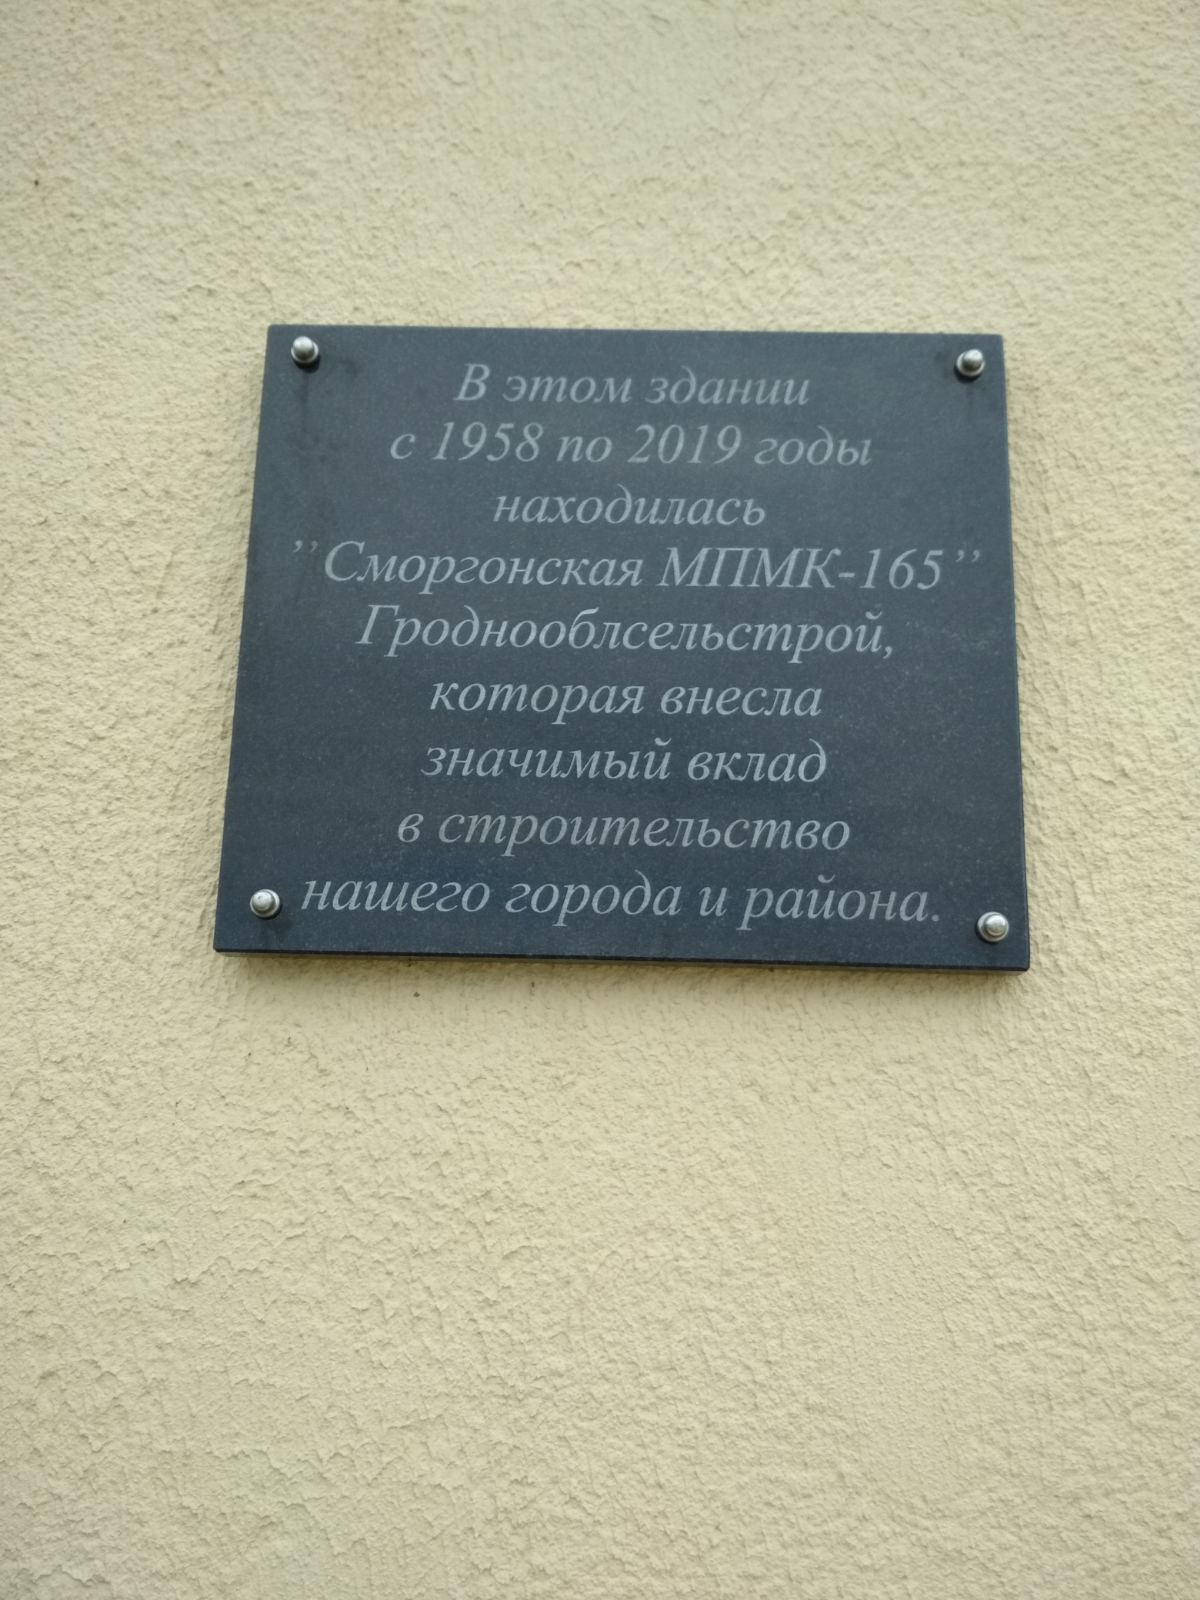 В этом здании
с 1958 по 2019 годы
находилась
’’Сморгонская МПМК-165’’
Гроднооблсельстрой,
которая внесла
значимый вклад
в строительство
нашего города и района.